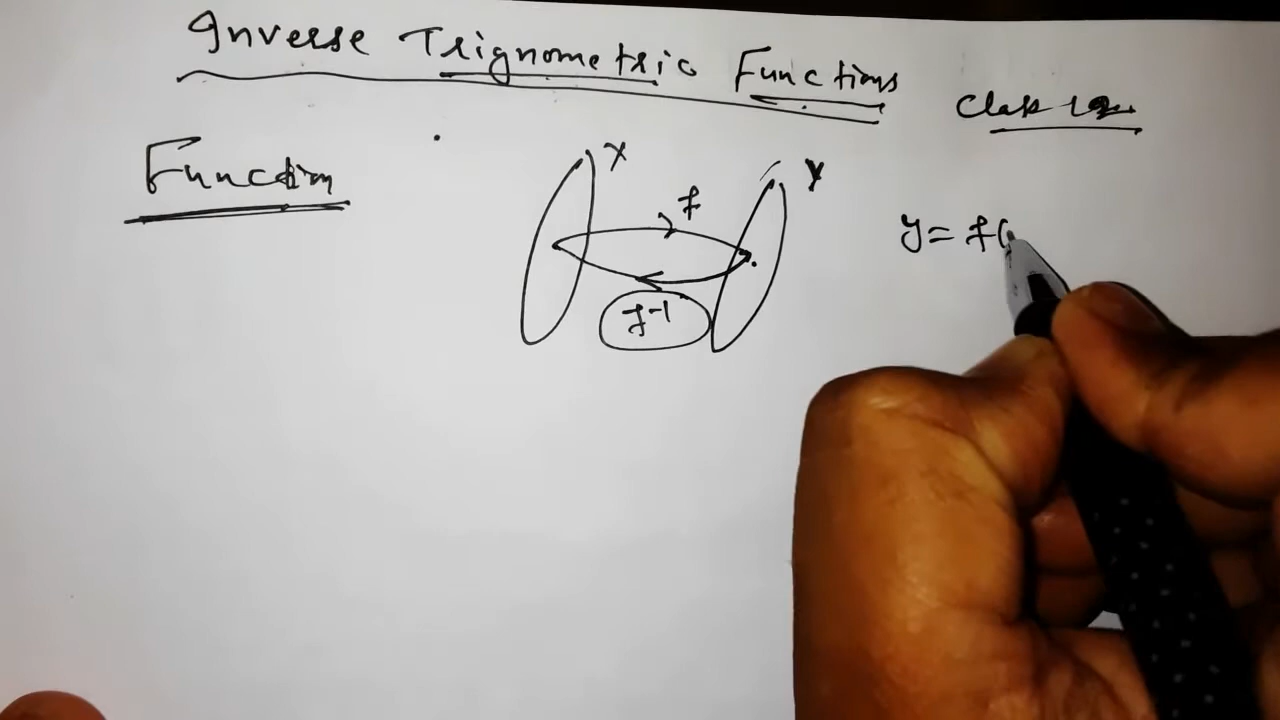 Inverse Trignometric Functions
Class 12
Function
X
Y
f
y = f(
f-1